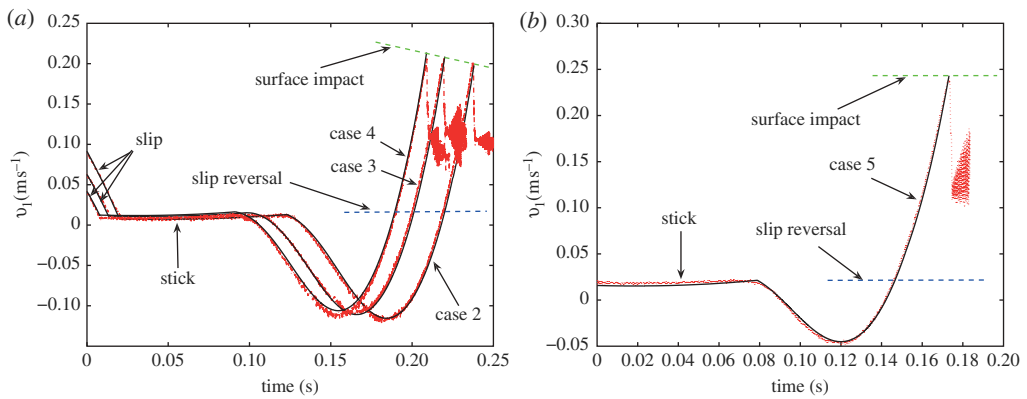 (a)
0.25
0.20
0.15
0.10
0.05
0
−0.05
−0.10
υ1(ms−1)
surface impact
slip
case 4
case 3
slip reversal
stick
case 2
0 0.05 0.10 0.15 0.20 0.25
time (s)
(b)
0.30
0.25
0.20
0.15
0.10
0.05
0
−0.05
υ1(ms−1)
surface impact
case 5
stick
slip reversal
0 0.02 0.04 0.06 0.08 0.10 0.12 0.14 0.16 0.18 0.20
time (s)